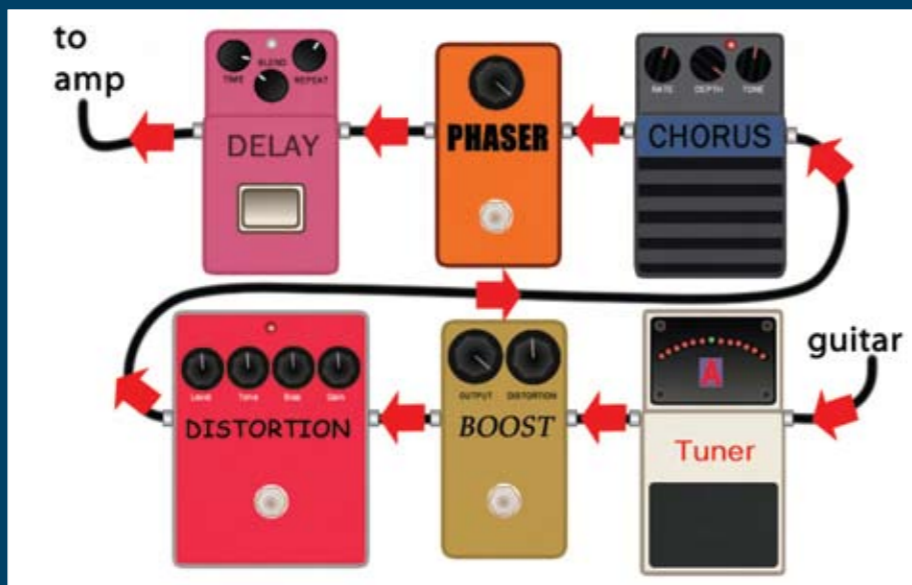 to
amp
TIME
BLEND
REPEAT
DELAY
PHASER
RATE DEPTH TONE
CHORUS
guitar
A
Tuner
OUTPUT DISTORTION
BOOST
Level Tone Bass Gain
DISTORTION